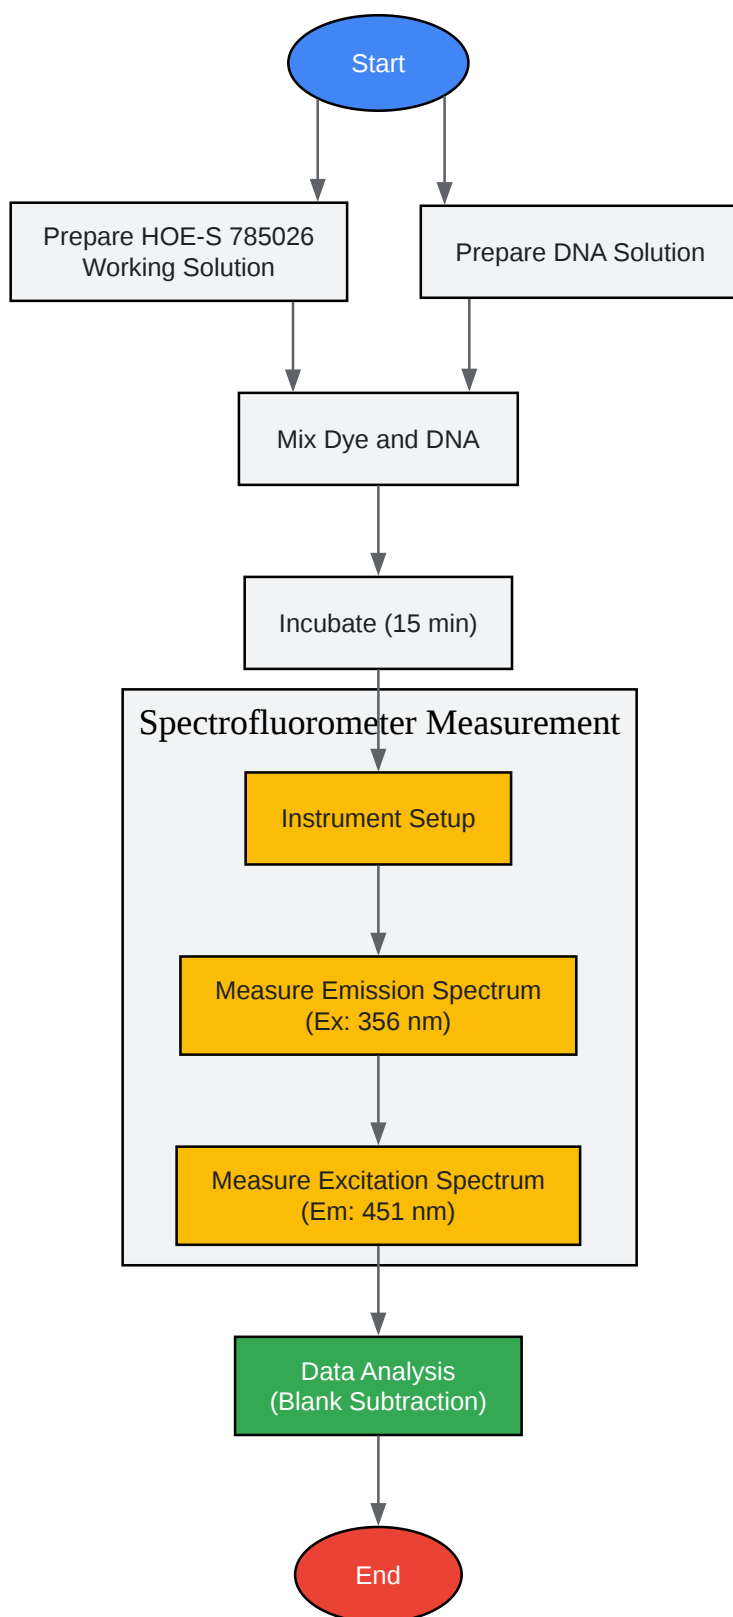 Start
Prepare HOE-S 785026
Working Solution
Prepare DNA Solution
Mix Dye and DNA
Incubate (15 min)
Spectrofluorometer Measurement
Instrument Setup
Measure Emission Spectrum
(Ex: 356 nm)
Measure Excitation Spectrum
(Em: 451 nm)
Data Analysis
(Blank Subtraction)
End